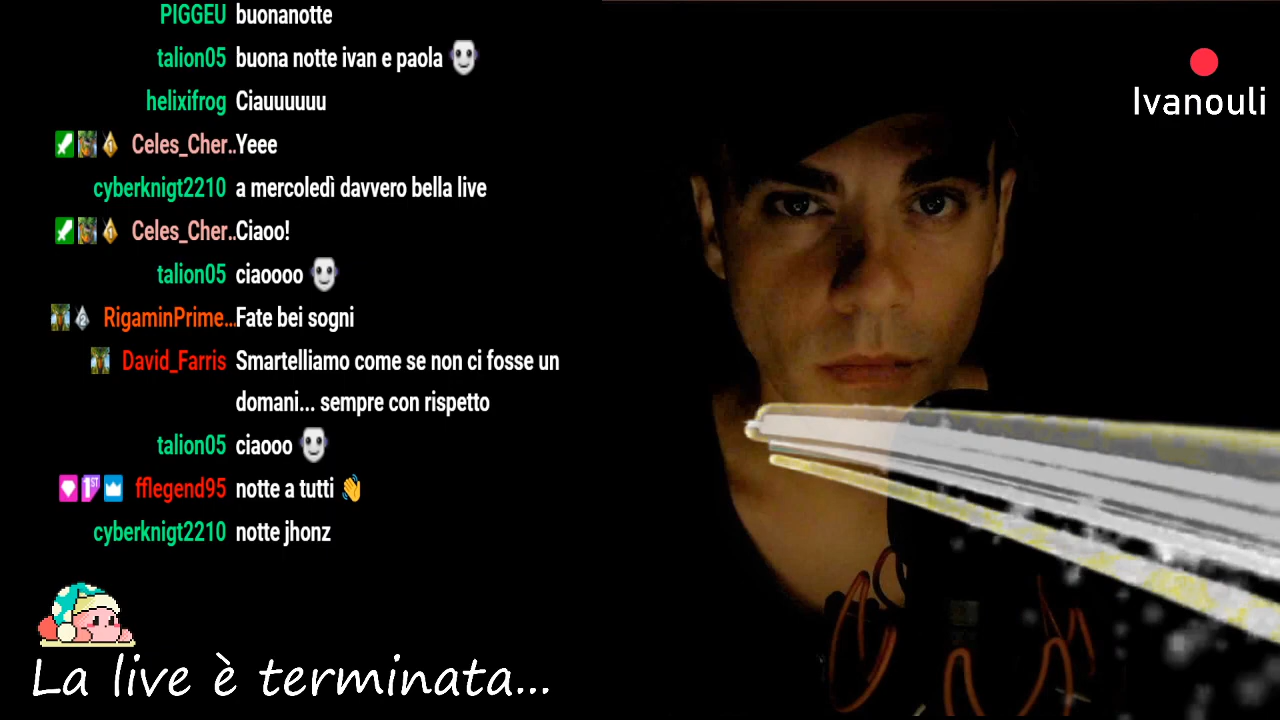 PIGGEU buonanotte
talion05 buona notte ivan e paola
helixifrog Ciauuuuuu
Celes_Cher..Yeee
cyberknigt2210 a mercoledì davvero bella live
Celes_Cher..Ciaoo!
talion05 ciaoooo
RigaminPrime...Fate bei sogni
David_Farris Smartelliamo come se non ci fosse un
domani... sempre con rispetto
talion05 ciaooo
1ST fflegend95 notte a tutti
cyberknigt2210 notte jhonz
La live è terminata...
Ivanouli